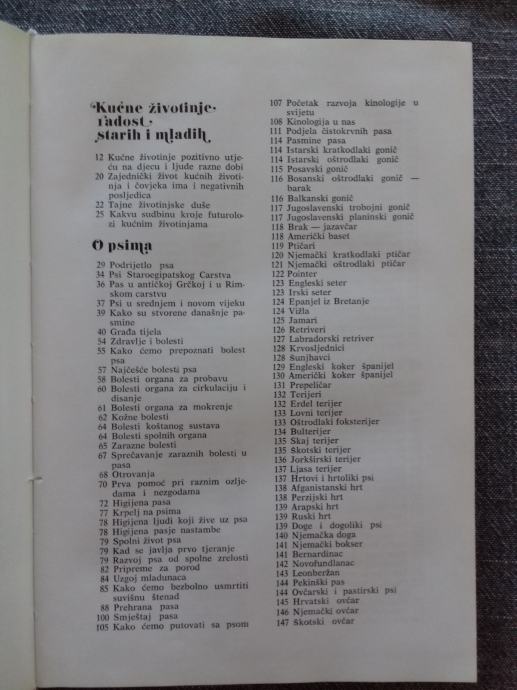 Kućne životinje,
radost
starih i mladih
12 Kućne životinje pozitivno utje-
ću na djecu i ljude razne dobi
20 Zajednički život kućnih životi-
nja i čovjeka ima i negativnih
posljedica
22 Tajne životinjske duše
25 Kakvu sudbinu kroje futurolo-
zi kućnim životinjama
O psima
29 Podrijetlo psa
34 Psi Staroegipatskog Carstva
36 Pas u antičkoj Grčkoj i u Rim-
skom carstvu
37 Psi u srednjem i novom vijeku
39 Kako su stvorene današnje pa-
smine
40 Građa tijela
54 Zdravlje i bolesti
55 Kako ćemo prepoznati bolest
psa
57 Najčešće bolesti psa
58 Bolesti organa za probavu
60 Bolesti organa za cirkulaciju i
disanje
61 Bolesti organa za mokrenje
62 Kožne bolesti
64 Bolesti koštanog sustava
64 Bolesti spolnih organa
65 Zarazne bolesti
67 Sprečavanje zaraznih bolesti u
pasa
68 Otrovanja
70 Prva pomoć pri raznim ozlje-
dama i nezgodama
72 Higijena pasa
77 Krpelj na psima
78 Higijena ljudi koji žive uz psa
78 Higijena pasje nastambe
79 Spolni život psa
79 Kad se javlja prvo tjeranje
79 Razvoj psa od spolne zrelosti
82 Pripreme za porod
84 Uzgoj mladunaca
85 Kako ćemo bezbolno usmrtiti
suvišnu štenad
88 Prehrana pasa
100 Smještaj pasa
105 Kako ćemo putovati sa psom
107 Početak razvoja kinologije u
svijetu
108 Kinologija u nas
111 Podjela čistokrvnih pasa
114 Pasmine pasa
114 Istarski kratkodlaki gonič
114 Istarski oštrodlaki gonič
115 Posavski gonič
116 Bosanski oštrodlaki gonič —
barak
116 Balkanski gonič
117 Jugoslavenski trobojni gonič
117 Jugoslavenski planinski gonič
118 Brak — jazavčar
118 Američki baset
119 Ptičari
120 Njemački kratkodlaki ptičar
121 Njemački oštrodlaki ptičar
122 Pointer
123 Engleski seter
123 Irski seter
124 Epanjel iz Bretanje
124 Vižla
125 Jamari
126 Retriveri
127 Labradorski retriver
128 Krvosljednici
128 Šunjhavci
129 Engleski koker španijel
130 Američki koker španijel
131 Prepeličar
132 Terijeri
132 Erdel terijer
133 Lovni terijer
133 Oštrodlaki foksterijer
134 Bulterijer
135 Skaj terijer
135 Škotski terijer
136 Jorkširski terijer
137 Ljasa terijer
137 Hrtovi i hrtoliki psi
138 Afganistanski hrt
138 Perzijski hrt
139 Arapski hrt
139 Ruski hrt
139 Doge i dogoliki psi
140 Njemačka doga
141 Njemački bokser
141 Bernardinac
142 Novofundlanac
143 Leonberžan
144 Pekinški pas
144 Ovčarski i pastirski psi
145 Hrvatski ovčar
146 Njemački ovčar
147 Škotski ovčar